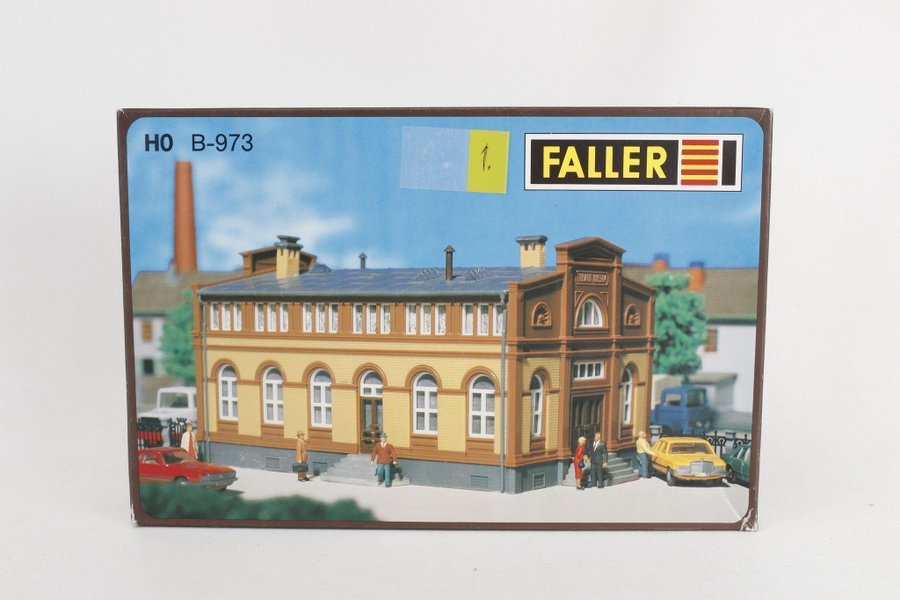 H0 B-973
1.
FALLER